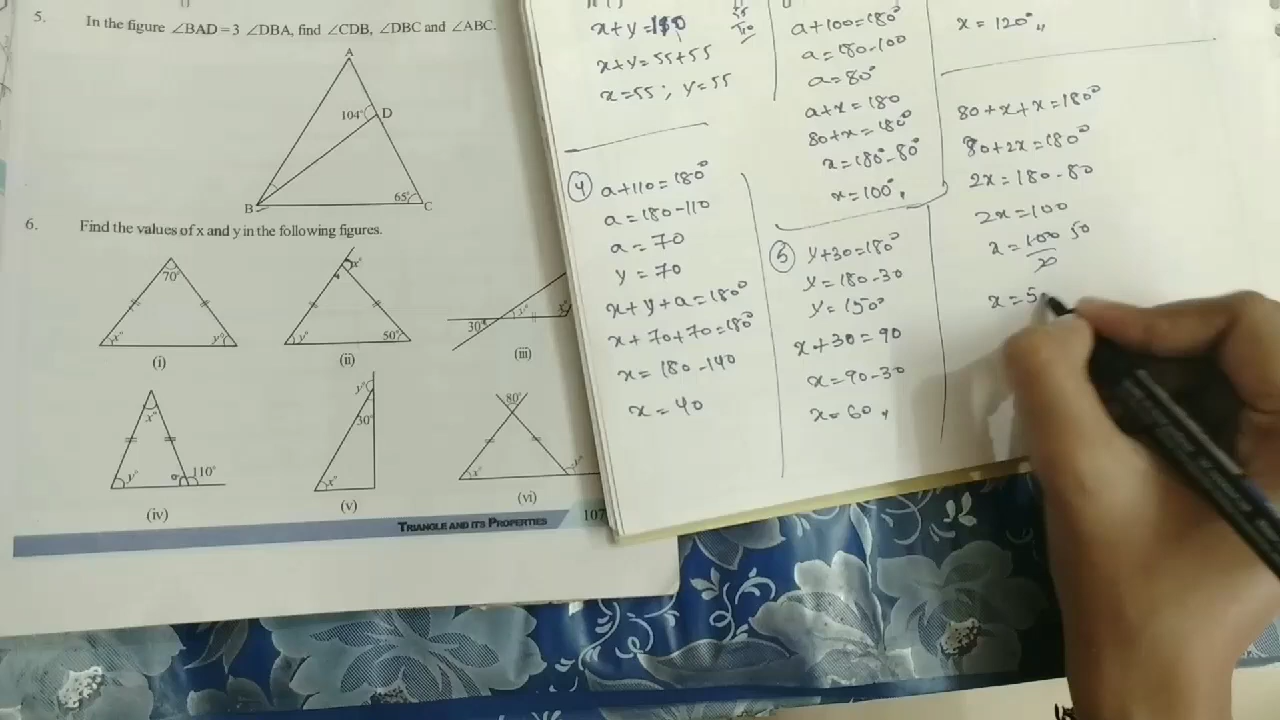 5. In the figure ∠BAD = 3 ∠DBA, find ∠CDB, ∠DBC and ∠ABC.
A
104° D
B 65° C
6. Find the values of x and y in the following figures.
70°
x° y°
(i)
x°
y° 50°
(ii)
30° y° x°
(iii)
x°
y° a° 110°
(iv)
y°
30°
x°
(v)
80°
x° y°
(vi)
TRIANGLE AND ITS PROPERTIES 107
x+y=110
x+y=55+55
x=55; y=55
55
110
④ a+110=180°
a=180-110
a=70
y=70
x+y+a=180°
x+70+70=180°
x=180-140
x=40
a+100=180°
a=180-100
a=80°
a+x=180
80+x=180°
x=180°-80°
x=100°,
⑤ y+30=180°
y=180-30
y=150°
x+30=90
x=90-30
x=60,
x=120°,,
80+x+x=180°
80+2x=180°
2x=180-80
2x=100
x=100 50
2
x=5